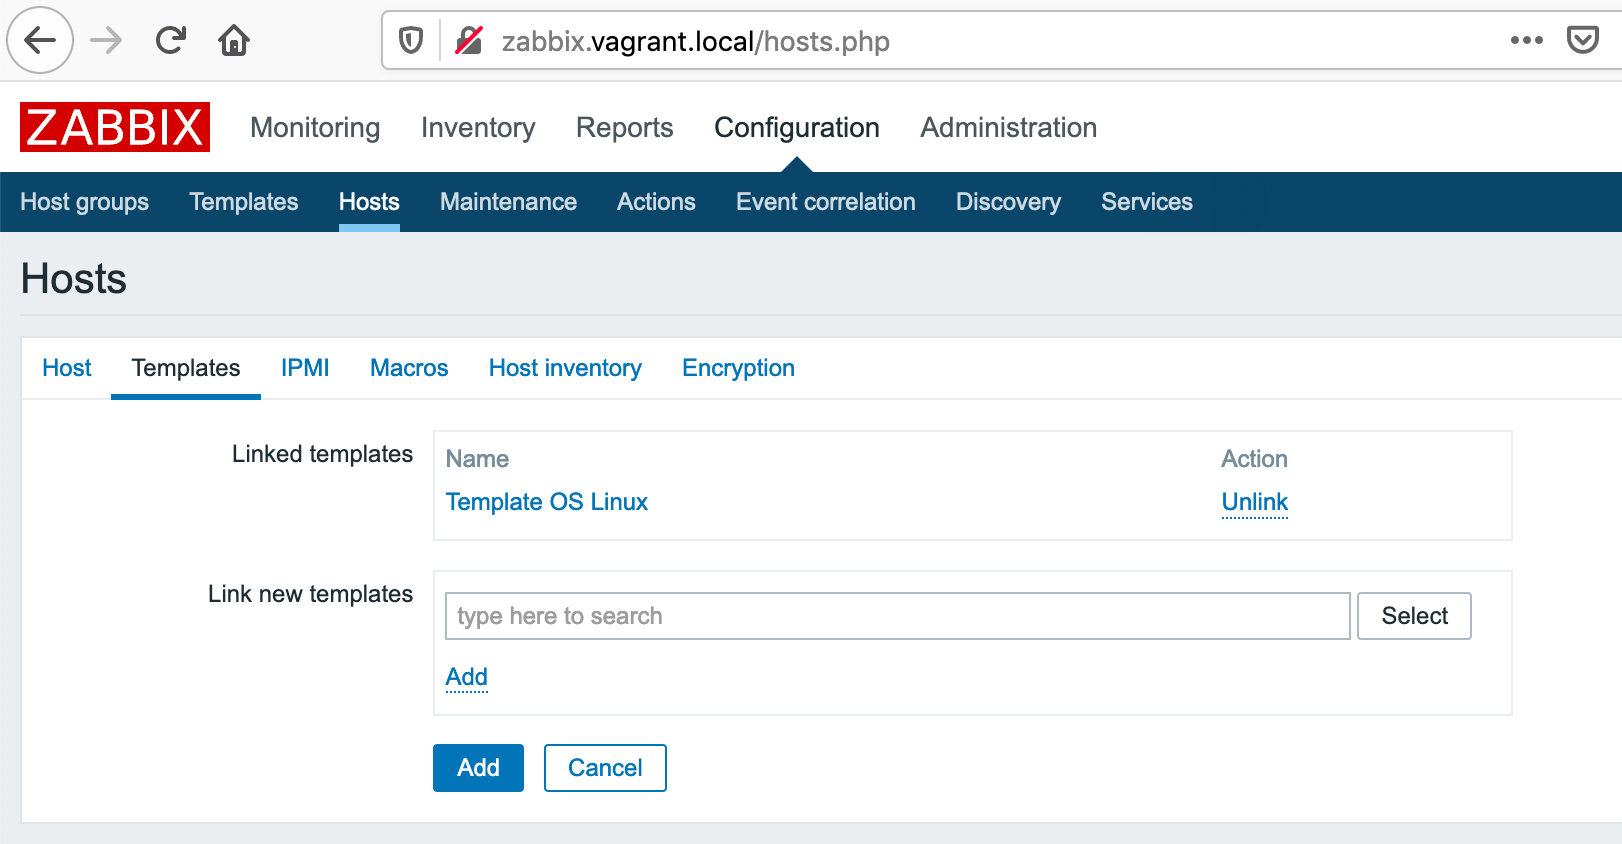 zabbix.vagrant.local/hosts.php
ZABBIX Monitoring Inventory Reports Configuration Administration
Host groups Templates Hosts Maintenance Actions Event correlation Discovery Services
Hosts
Host Templates IPMI Macros Host inventory Encryption
Linked templates Name Action
Template OS Linux Unlink
Link new templates
type here to search Select
Add
Add Cancel